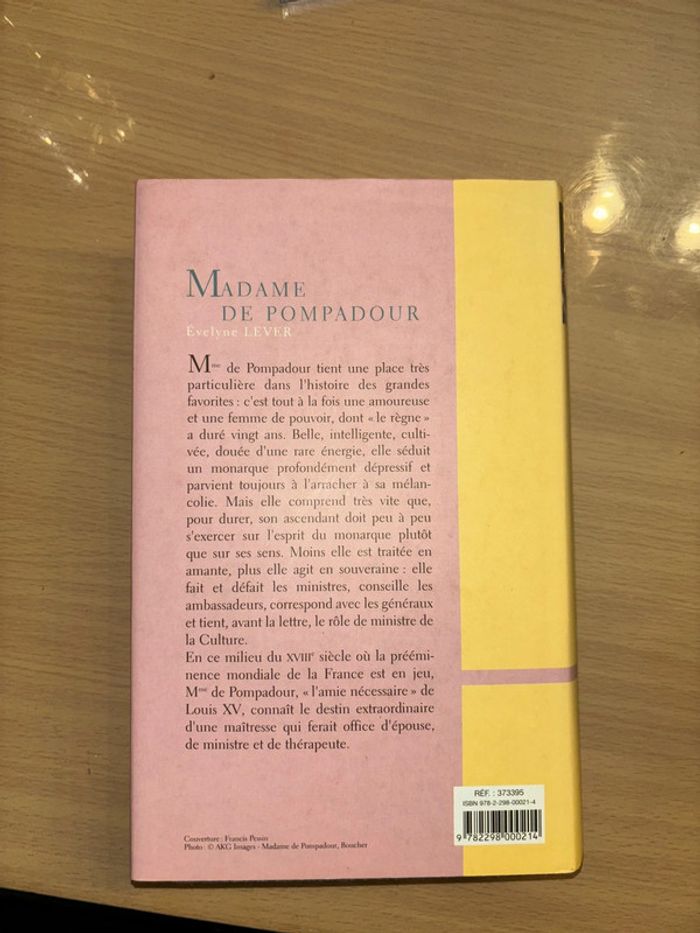 MADAME
DE POMPADOUR
Évelyne LEVER
Mme de Pompadour tient une place très
particulière dans l'histoire des grandes
favorites : c'est tout à la fois une amoureuse
et une femme de pouvoir, dont « le règne »
a duré vingt ans. Belle, intelligente, culti-
vée, douée d'une rare énergie, elle séduit
un monarque profondément dépressif et
parvient toujours à l'arracher à sa mélan-
colie. Mais elle comprend très vite que,
pour durer, son ascendant doit peu à peu
s'exercer sur l'esprit du monarque plutôt
que sur ses sens. Moins elle est traitée en
amante, plus elle agit en souveraine : elle
fait et défait les ministres, conseille les
ambassadeurs, correspond avec les généraux
et tient, avant la lettre, le rôle de ministre de
la Culture.
En ce milieu du XVIIIe siècle où la préémi-
nence mondiale de la France est en jeu,
Mme de Pompadour, « l'amie nécessaire » de
Louis XV, connaît le destin extraordinaire
d'une maîtresse qui ferait office d'épouse,
de ministre et de thérapeute.
RÉF. : 373395
ISBN 978-2-298-00021-4
9 782298 000214
Couverture : Francis Pessin
Photo : © AKG Images - Madame de Pompadour, Boucher